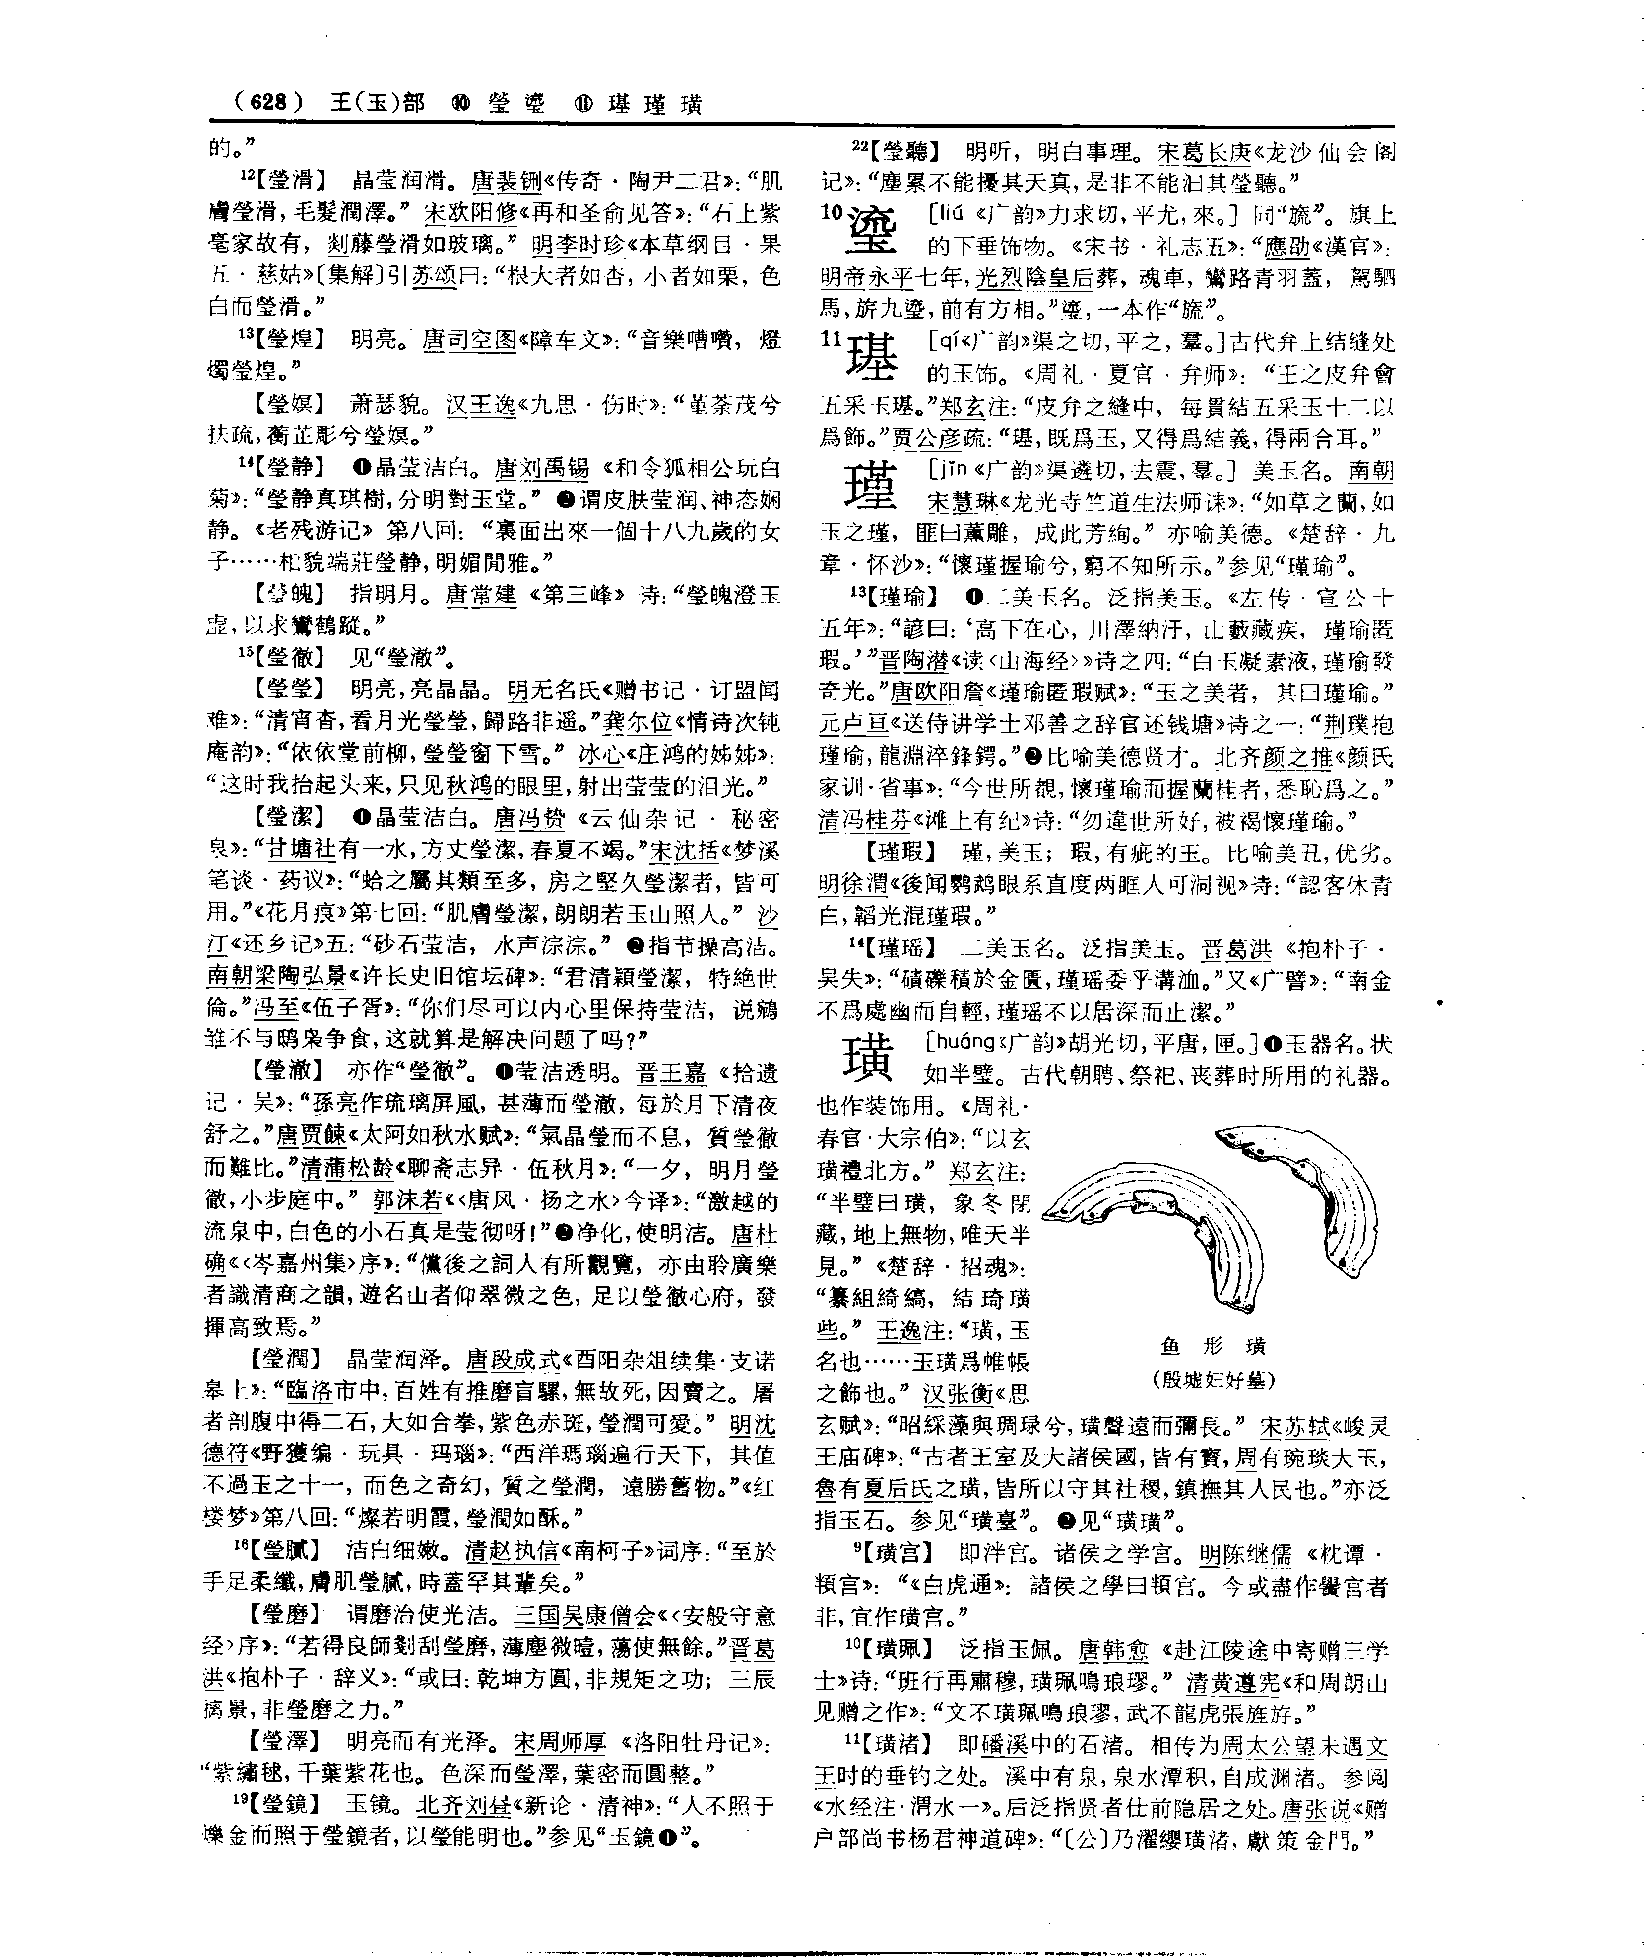 (628) 王(玉)部 ⑩ 瑩瑬 ⑪ 璂瑾璜
的。”
12【瑩滑】 晶莹润滑。唐裴铏《传奇·陶尹二君》：“肌
膚瑩滑，毛髮潤澤。” 宋欧阳修《再和圣俞见答》：“石上紫
毫家故有，剡藤瑩滑如玻璃。” 明李时珍《本草纲目·果
五·慈姑》〔集解〕引苏颂曰：“根大者如杏，小者如栗，色
白而瑩滑。”
13【瑩煌】 明亮。唐司空图《障车文》：“音樂嘈囋，燈
燭瑩煌。”
【瑩嫇】 萧瑟貌。汉王逸《九思·伤时》：“堇荼茂兮
扶疏，蘅芷彫兮瑩嫇。”
14【瑩静】 ❶晶莹洁白。唐刘禹锡《和令狐相公玩白
菊》：“瑩静真琪樹，分明對玉堂。” ❷谓皮肤莹润、神态娴
静。《老残游记》第八回：“裏面出來一個十八九歲的女
子……相貌端莊瑩静，明媚閒雅。”
【瑩魄】 指明月。唐常建《第三峰》诗：“瑩魄澄玉
虚，以求鸞鶴蹤。”
15【瑩徹】 见“瑩澈”。
【瑩瑩】 明亮，亮晶晶。明无名氏《赠书记·订盟闻
难》：“清宵杳，看月光瑩瑩，歸路非遥。”龚尔位《情诗次钝
庵韵》：“依依堂前柳，瑩瑩窗下雪。” 冰心《庄鸿的姊姊》：
“这时我抬起头来，只见秋鸿的眼里，射出莹莹的泪光。”
【瑩潔】 ❶晶莹洁白。唐冯贽《云仙杂记·秘密
泉》：“甘塘社有一水，方丈瑩潔，春夏不竭。”宋沈括《梦溪
笔谈·药议》：“蛤之屬其類至多，房之堅久瑩潔者，皆可
用。”《花月痕》第七回：“肌膚瑩潔，朗朗若玉山照人。” 沙
汀《还乡记》五：“砂石莹洁，水声淙淙。” ❷指节操高洁。
南朝梁陶弘景《许长史旧馆坛碑》：“君清穎瑩潔，特絶世
倫。”冯至《伍子胥》：“你们尽可以内心里保持莹洁，说鹓
雏不与鸱枭争食，这就算是解决问题了吗？”
【瑩澈】 亦作“瑩徹”。 ❶莹洁透明。晋王嘉《拾遗
记·吴》：“孫亮作琉璃屏風，甚薄而瑩澈，每於月下清夜
舒之。”唐贾餗《太阿如秋水赋》：“氣晶瑩而不息，質瑩徹
而難比。”清蒲松龄《聊斋志异·伍秋月》：“一夕，明月瑩
徹，小步庭中。” 郭沫若《〈唐风·扬之水〉今译》：“激越的
流泉中，白色的小石真是莹彻呀！”❷净化，使明洁。唐杜
确《〈岑嘉州集〉序》：“儻後之詞人有所觀覽，亦由聆廣樂
者識清商之韻，遊名山者仰翠微之色，足以瑩徹心府，發
揮高致焉。”
【瑩潤】 晶莹润泽。唐段成式《酉阳杂俎续集·支诺
皋上》：“臨洛市中，百姓有推磨盲騾，無故死，因賣之。屠
者剖腹中得二石，大如合拳，紫色赤斑，瑩潤可愛。” 明沈
德符《野獲编·玩具·玛瑙》：“西洋瑪瑙遍行天下，其值
不過玉之十一，而色之奇幻，質之瑩潤，遠勝舊物。”《红
楼梦》第八回：“燦若明霞，瑩潤如酥。”
16【瑩膩】 洁白细嫩。清赵执信《南柯子》词序：“至於
手足柔纖，膚肌瑩膩，時蓋罕其輩矣。”
【瑩磨】 谓磨治使光洁。三国吴康僧会《〈安般守意
经〉序》：“若得良師剗刮瑩磨，薄塵微曀，蕩使無餘。”晋葛
洪《抱朴子·辞义》：“或曰：乾坤方圓，非規矩之功；三辰
摛景，非瑩磨之力。”
【瑩澤】 明亮而有光泽。宋周师厚《洛阳牡丹记》：
“紫繡毬，千葉紫花也。色深而瑩澤，葉密而圓整。”
19【瑩鏡】 玉镜。北齐刘昼《新论·清神》：“人不照于
爍金而照于瑩鏡者，以瑩能明也。”参见“玉鏡❶”。
22【瑩聽】 明听，明白事理。宋葛长庚《龙沙仙会阁
记》：“塵累不能擾其天真，是非不能汩其瑩聽。”
10瑬 [liú《广韵》力求切，平尤，來。] 同“旒”。旗上
的下垂饰物。《宋书·礼志五》：“應劭《漢官》：
明帝永平七年，光烈陰皇后葬，魂車，鸞路青羽蓋，駕駟
馬，旂九瑬，前有方相。”瑬，一本作“旒”。
11璂 [qí《广韵》渠之切，平之，羣。]古代弁上结缝处
的玉饰。《周礼·夏官·弁师》：“王之皮弁會
五采玉璂。”郑玄注：“皮弁之縫中，每貫結五采玉十二以
爲飾。”贾公彦疏：“璂，既爲玉，又得爲結義，得兩合耳。”
瑾 [jǐn《广韵》渠遴切，去震，羣。] 美玉名。南朝
宋慧琳《龙光寺竺道生法师诔》：“如草之蘭，如
玉之瑾，匪曰薰雕，成此芳絢。” 亦喻美德。《楚辞·九
章·怀沙》：“懷瑾握瑜兮，窮不知所示。”参见“瑾瑜”。
13【瑾瑜】 ❶二美玉名。泛指美玉。《左传·宣公十
五年》：“諺曰：‘高下在心，川澤納汙，山藪藏疾，瑾瑜匿
瑕。’”晋陶潜《读〈山海经〉》诗之四：“白玉凝素液，瑾瑜發
奇光。”唐欧阳詹《瑾瑜匿瑕赋》：“玉之美者，其曰瑾瑜。”
元卢亘《送侍讲学士邓善之辞官还钱塘》诗之一：“荆璞抱
瑾瑜，龍淵淬鋒鍔。”❷比喻美德贤才。北齐颜之推《颜氏
家训·省事》：“今世所覩，懷瑾瑜而握蘭桂者，悉恥爲之。”
清冯桂芬《滩上有纪》诗：“勿違世所好，被褐懷瑾瑜。”
【瑾瑕】 瑾，美玉；瑕，有疵的玉。比喻美丑，优劣。
明徐渭《後闻鹦鹉眼系直度两眶人可洞视》诗：“認客休青
白，韜光混瑾瑕。”
14【瑾瑶】 二美玉名。泛指美玉。晋葛洪《抱朴子·
吴失》：“磧礫積於金匱，瑾瑶委乎溝洫。”又《广譬》：“南金
不爲處幽而自輕，瑾瑶不以居深而止潔。”
璜 [huáng《广韵》胡光切，平唐，匣。]❶玉器名。状
如半璧。古代朝聘、祭祀、丧葬时所用的礼器。
也作装饰用。《周礼·
春官·大宗伯》：“以玄
璜禮北方。” 郑玄注：
“半璧曰璜，象冬閉
藏，地上無物，唯天半
見。” 《楚辞·招魂》：
“纂組綺縞，結琦璜
些。” 王逸注：“璜，玉
名也……玉璜爲帷帳
之飾也。” 汉张衡《思
鱼形璜
(殷墟妇好墓)
玄赋》：“昭綵藻與琱琭兮，璜聲遠而彌長。” 宋苏轼《峻灵
王庙碑》：“古者王室及大諸侯國，皆有寶，周有琬琰大玉，
魯有夏后氏之璜，皆所以守其社稷，鎮撫其人民也。”亦泛
指玉石。参见“璜臺”。 ❷见“璜璜”。
9【璜宫】 即泮宫。诸侯之学宫。明陈继儒《枕谭·
頖宫》：“《白虎通》：諸侯之學曰頖宫。今或盡作黌宫者
非，宜作璜宫。”
10【璜珮】 泛指玉佩。唐韩愈《赴江陵途中寄赠三学
士》诗：“班行再肅穆，璜珮鳴琅璆。” 清黄遵宪《和周朗山
见赠之作》：“文不璜珮鳴琅璆，武不龍虎張旌斿。”
11【璜渚】 即磻溪中的石渚。相传为周太公望未遇文
王时的垂钓之处。溪中有泉，泉水潭积，自成渊渚。参阅
《水经注·渭水一》。后泛指贤者仕前隐居之处。唐张说《赠
户部尚书杨君神道碑》：“〔公〕乃濯纓璜渚，獻策金門。”